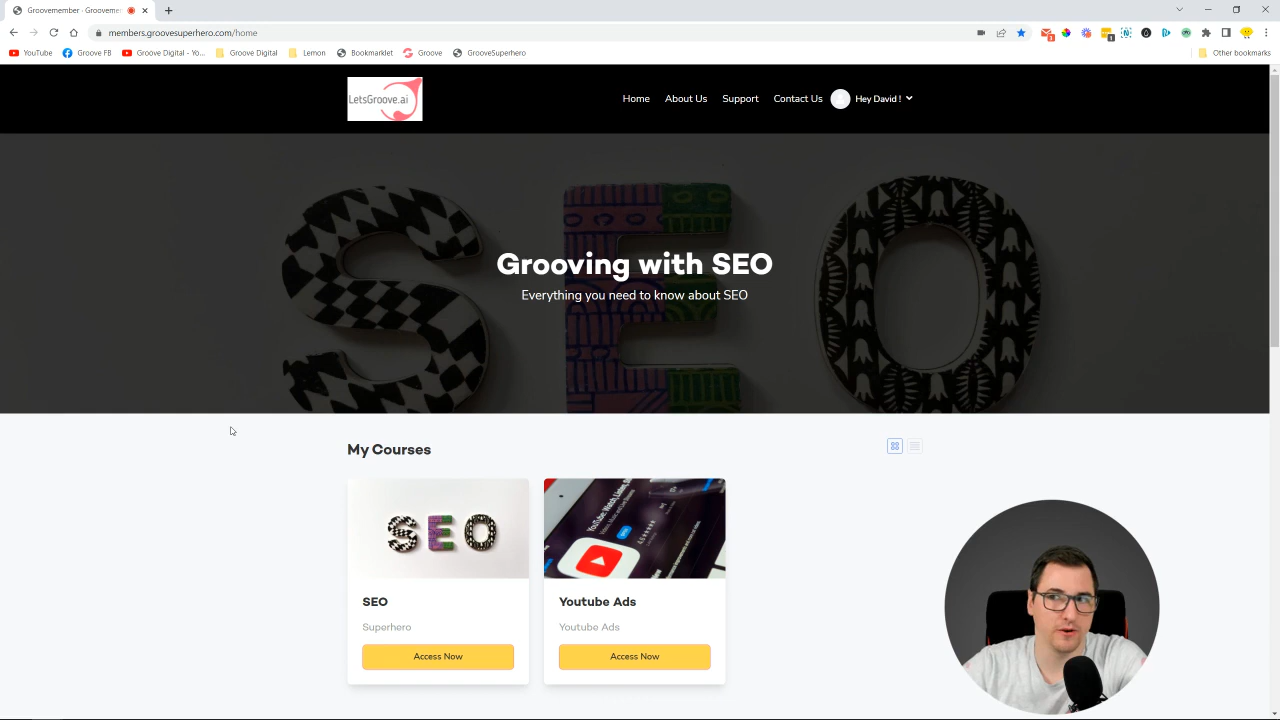 Groovemember - Groovemem
members.groovesuperhero.com/home
YouTube
Groove FB
Groove Digital - Yo...
Groove Digital
Lemon
Bookmarklet
Groove
GrooveSuperhero
Other bookmarks
LetsGroove.ai
Home
About Us
Support
Contact Us
Hey David !
SEO
Grooving with SEO
Everything you need to know about SEO
My Courses
SEO
SEO
Superhero
Access Now
Youtube Ads
Youtube Ads
Access Now